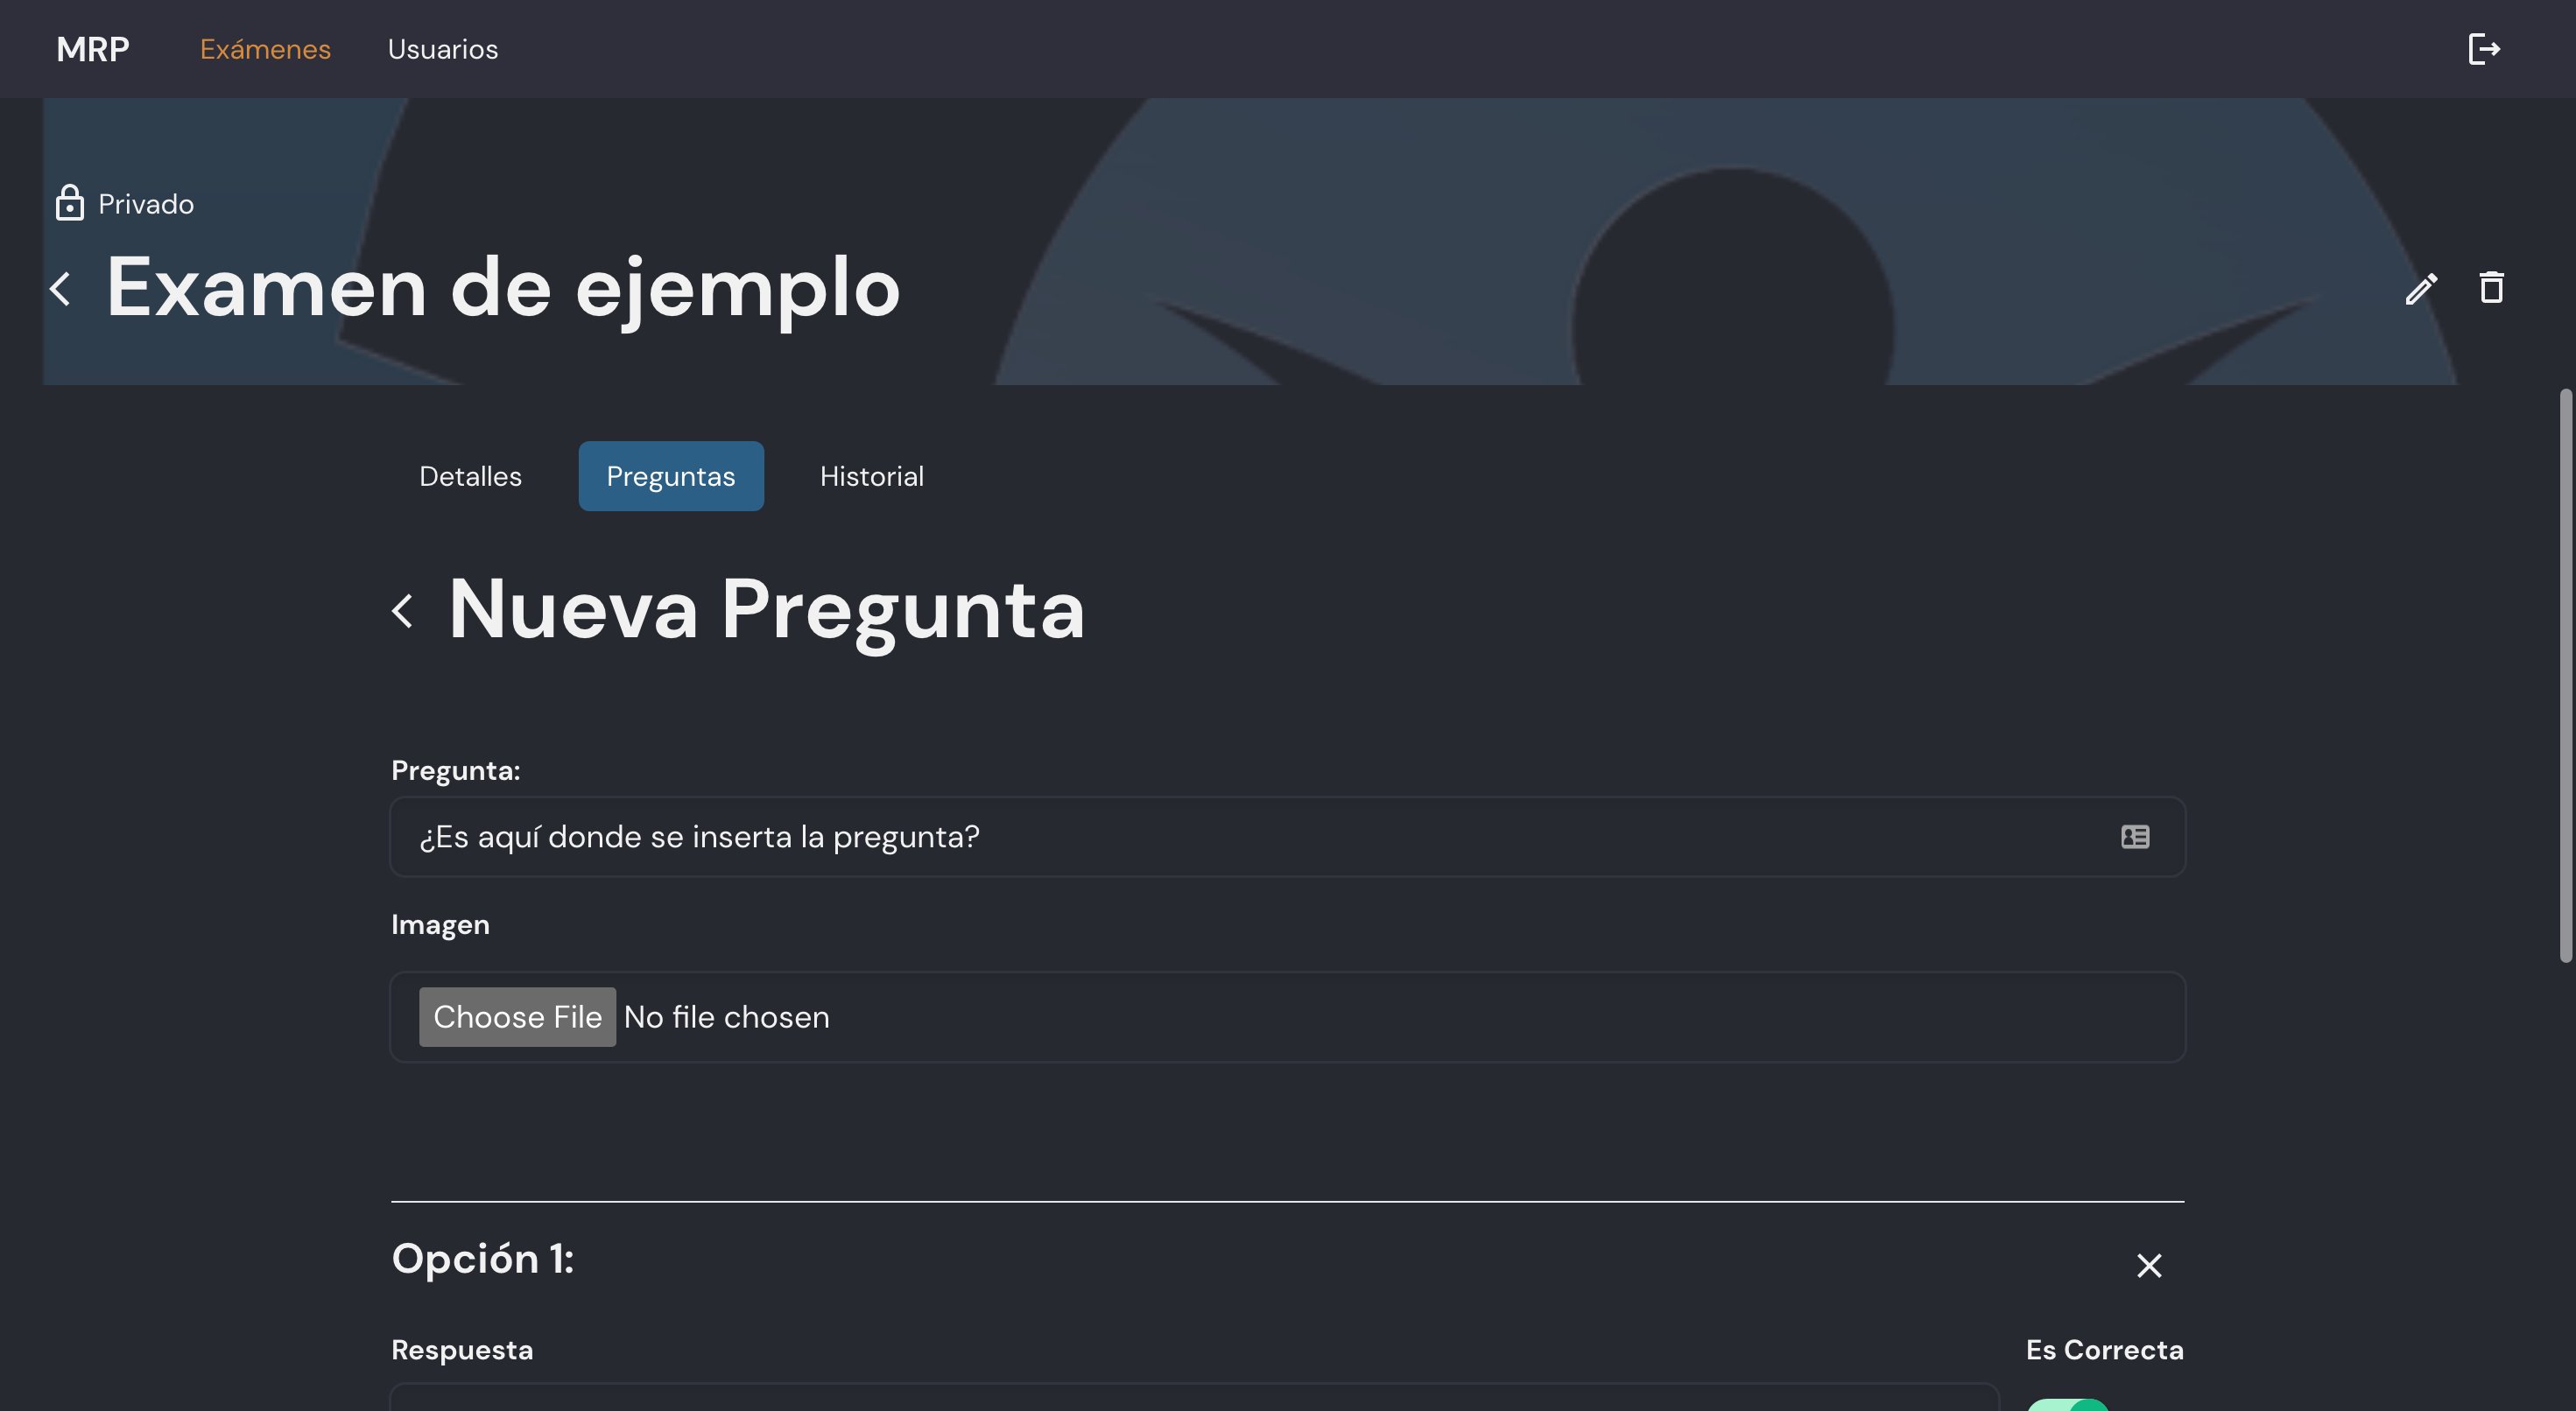 MRP Exámenes Usuarios
Privado
Examen de ejemplo
Detalles Preguntas Historial
Nueva Pregunta
Pregunta:
¿Es aquí donde se inserta la pregunta?
Imagen
Choose File No file chosen
Opción 1:
Respuesta Es Correcta